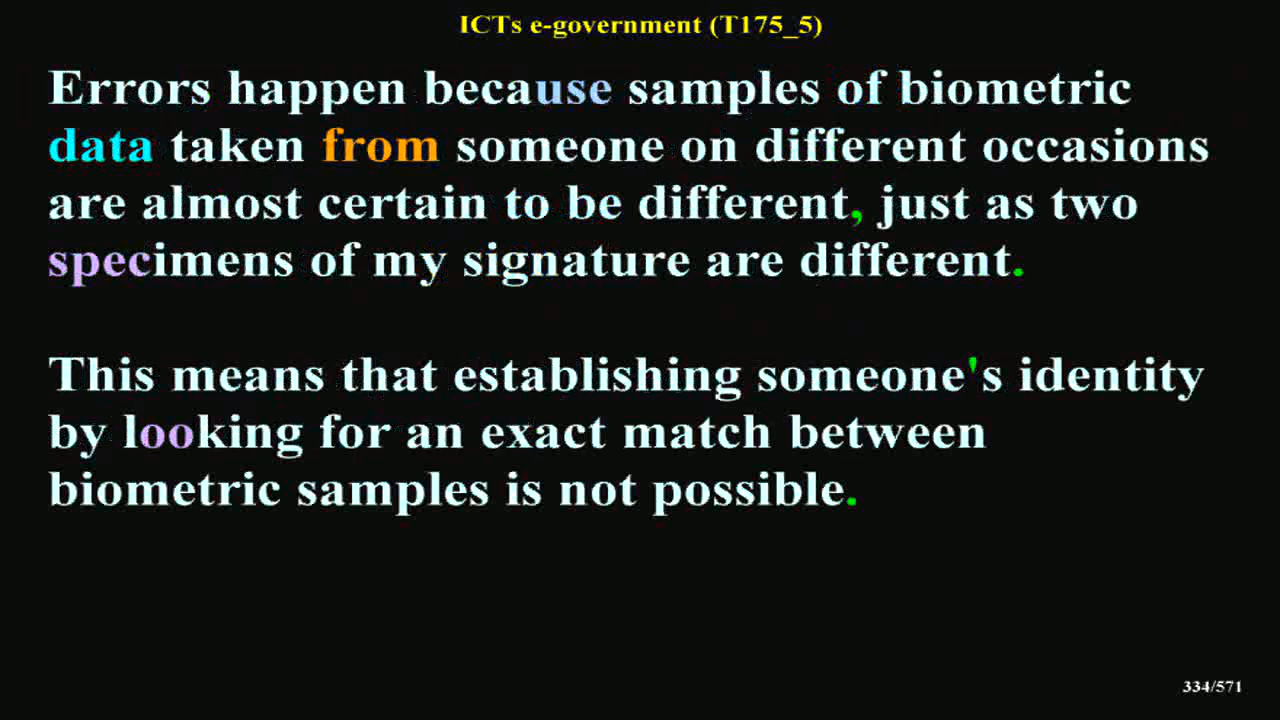 ICTs e-government (T175_5)
Errors happen because samples of biometric
data taken from someone on different occasions
are almost certain to be different, just as two
specimens of my signature are different.
This means that establishing someone's identity
by looking for an exact match between
biometric samples is not possible.
334/571